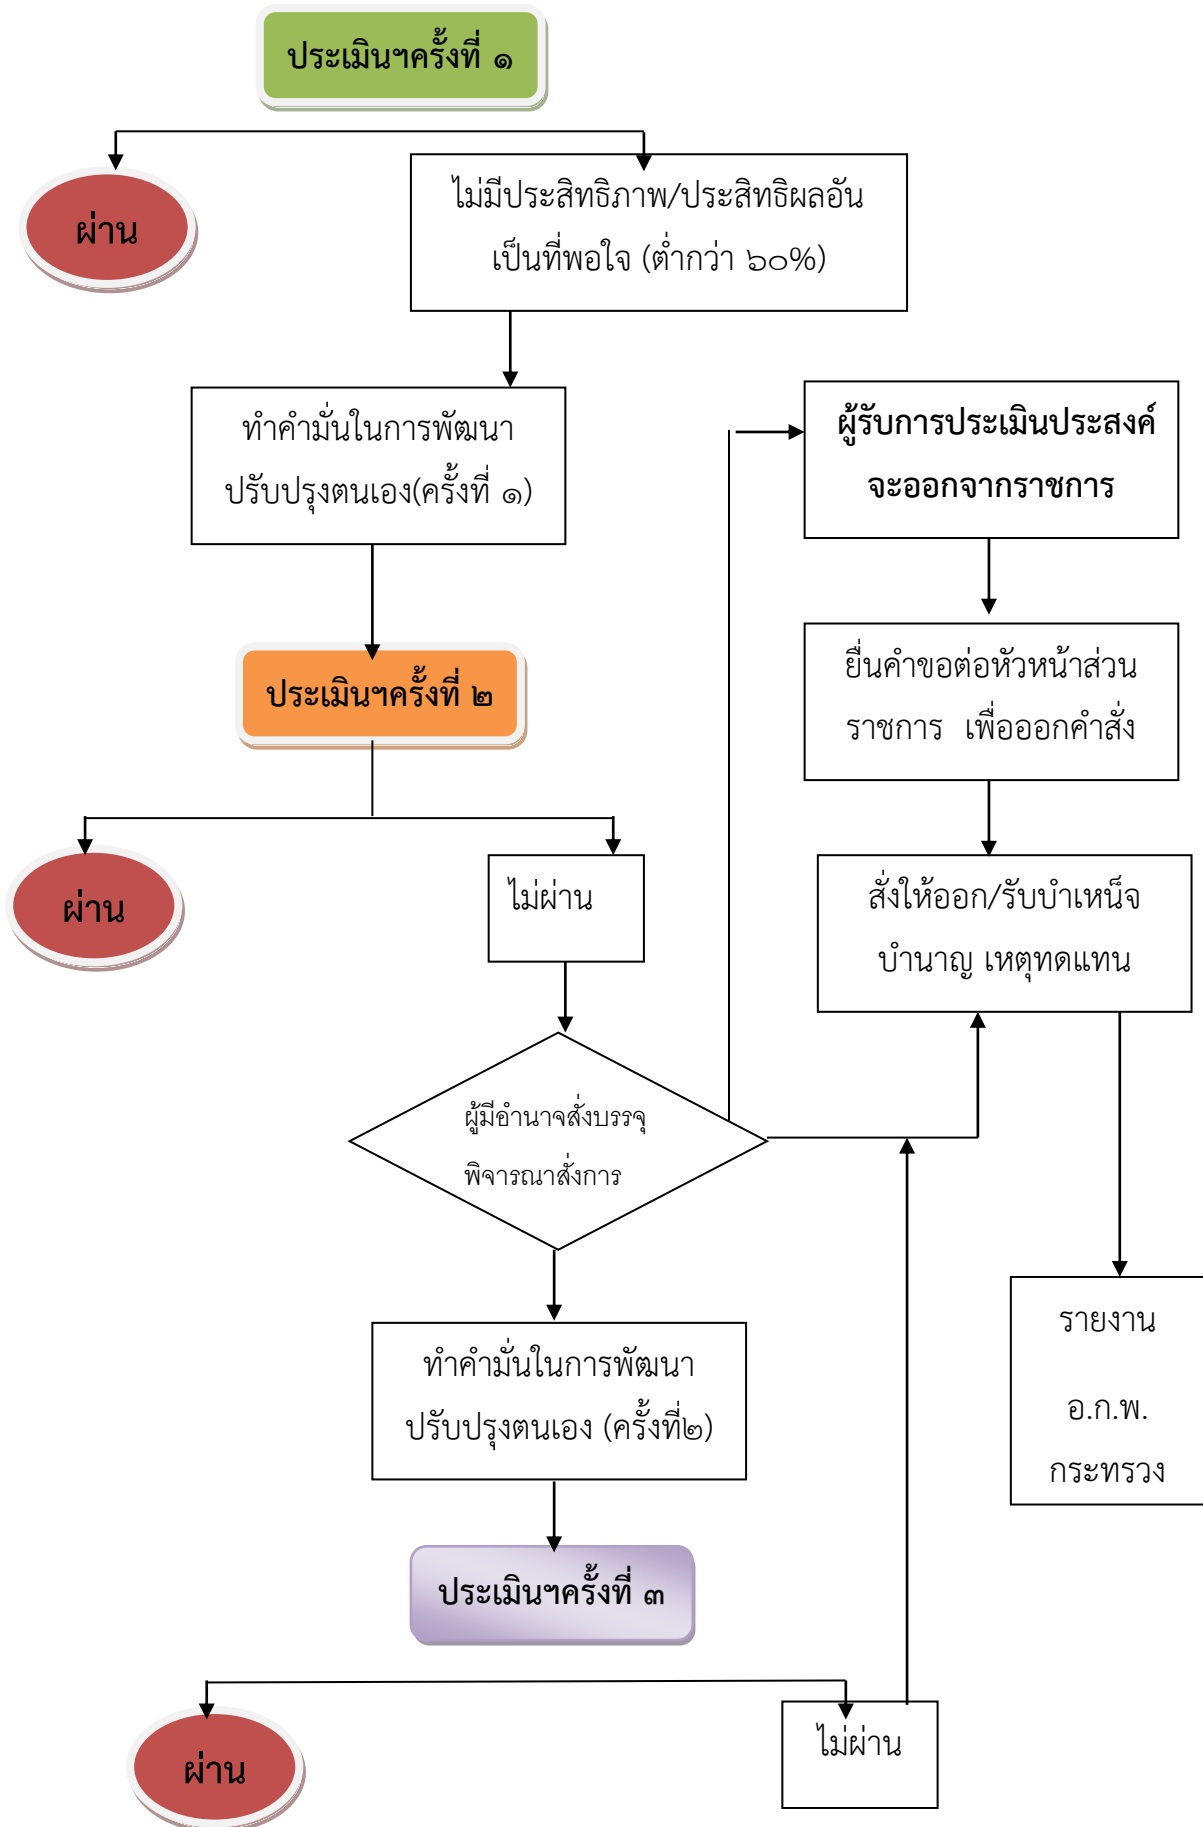 ประเมินฯครั้งที่ ๑
ผ่าน
ไม่มีประสิทธิภาพ/ประสิทธิผลอัน
เป็นที่พอใจ (ต่ำกว่า ๖๐%)
ทำคำมั่นในการพัฒนา
ปรับปรุงตนเอง(ครั้งที่ ๑)
ผู้รับการประเมินประสงค์
จะออกจากราชการ
ประเมินฯครั้งที่ ๒
ยื่นคำขอต่อหัวหน้าส่วน
ราชการ เพื่อออกคำสั่ง
ผ่าน
ไม่ผ่าน
สั่งให้ออก/รับบำเหน็จ
บำนาญ เหตุทดแทน
ผู้มีอำนาจสั่งบรรจุ
พิจารณาสั่งการ
ทำคำมั่นในการพัฒนา
ปรับปรุงตนเอง (ครั้งที่๒)
รายงาน
อ.ก.พ.
กระทรวง
ประเมินฯครั้งที่ ๓
ผ่าน
ไม่ผ่าน